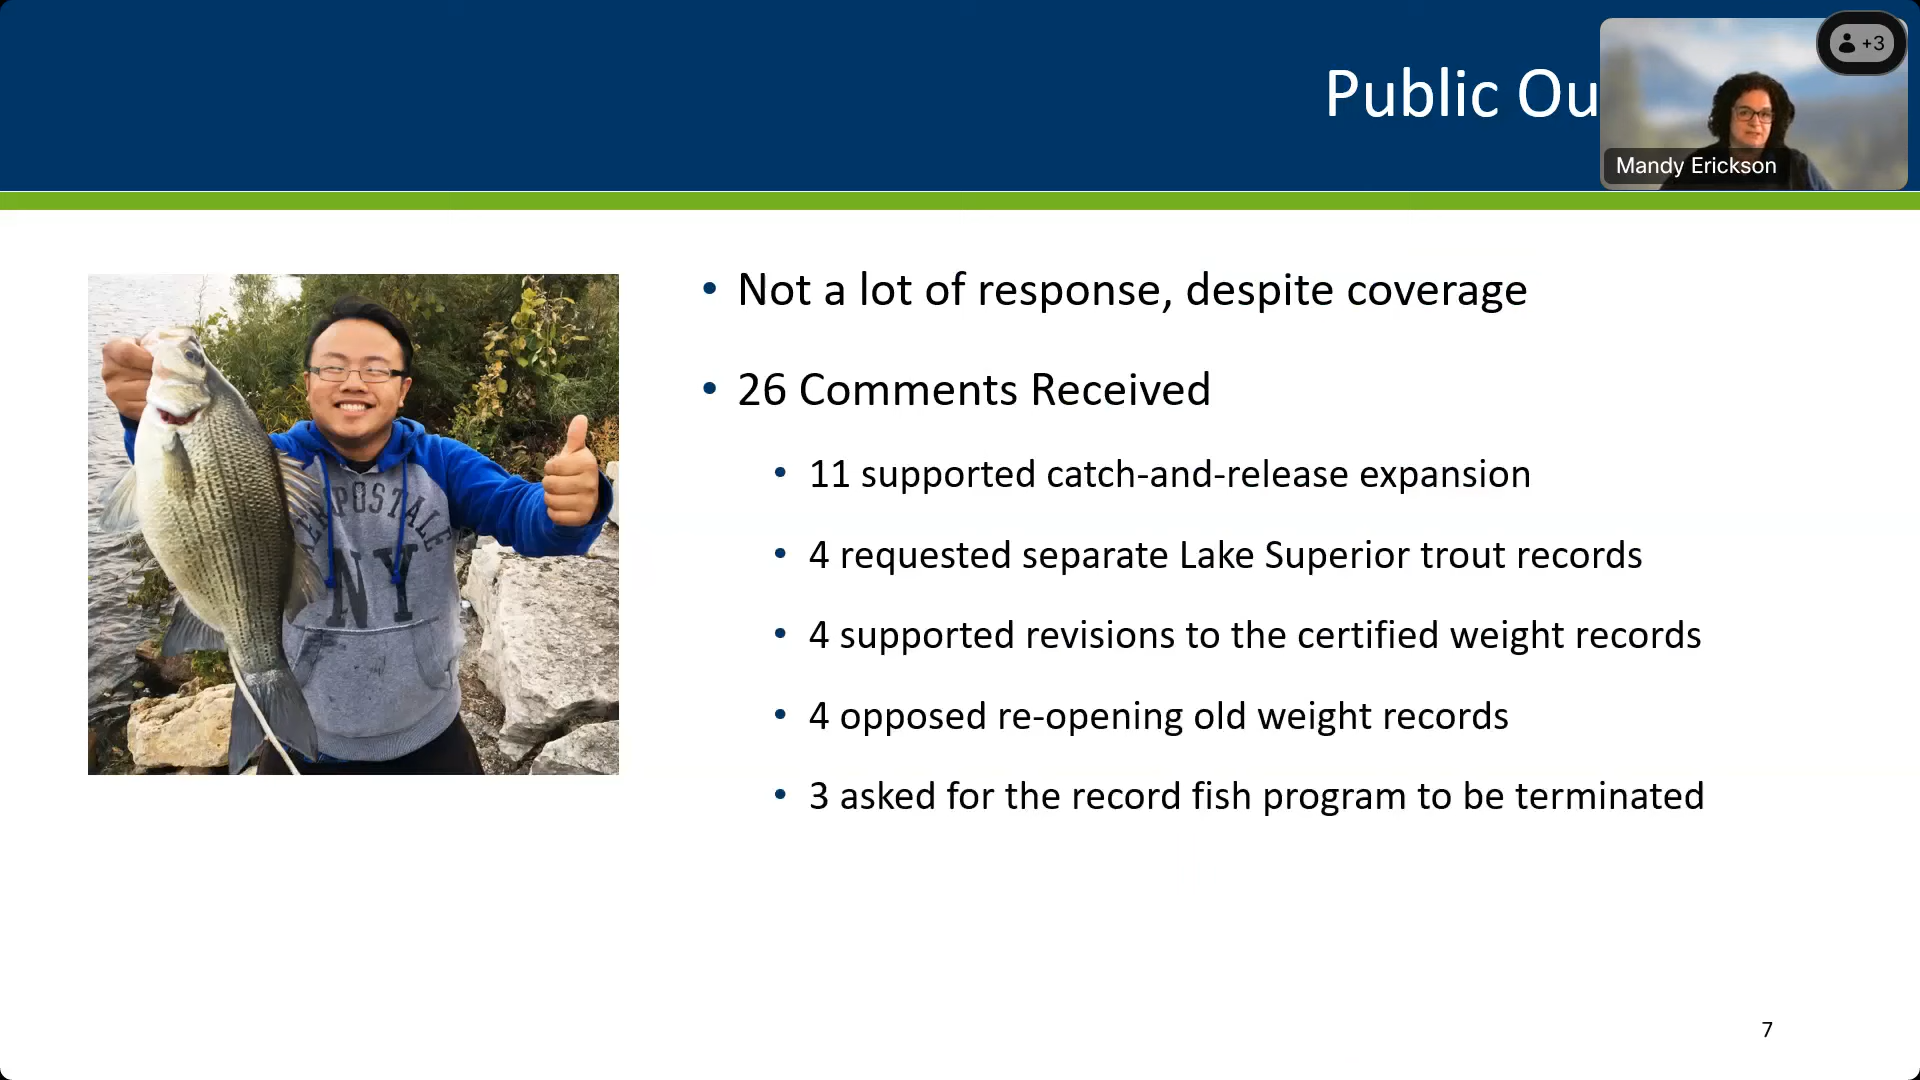 Public Ou
+3
Mandy Erickson
• Not a lot of response, despite coverage
• 26 Comments Received
• 11 supported catch-and-release expansion
• 4 requested separate Lake Superior trout records
• 4 supported revisions to the certified weight records
• 4 opposed re-opening old weight records
• 3 asked for the record fish program to be terminated
POSTALE
NY
7